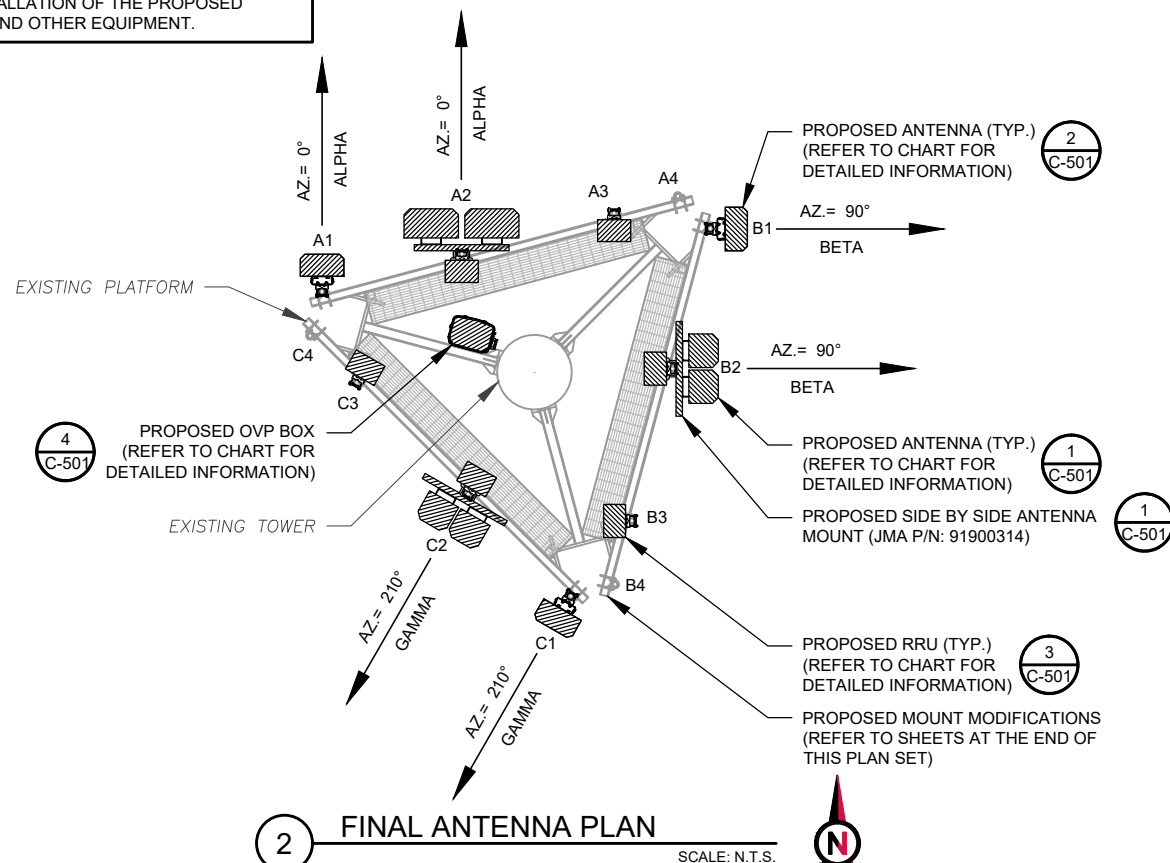 ALLATION OF THE PROPOSED
ND OTHER EQUIPMENT.
AZ.= 0°
ALPHA
AZ.= 0°
ALPHA
A1
A2
A3
A4
PROPOSED ANTENNA (TYP.)
(REFER TO CHART FOR
DETAILED INFORMATION)
2
C-501
B1
AZ.= 90°
BETA
EXISTING PLATFORM
C4
C3
B2
AZ.= 90°
BETA
4
C-501
PROPOSED OVP BOX
(REFER TO CHART FOR
DETAILED INFORMATION)
PROPOSED ANTENNA (TYP.)
(REFER TO CHART FOR
DETAILED INFORMATION)
1
C-501
EXISTING TOWER
PROPOSED SIDE BY SIDE ANTENNA
MOUNT (JMA P/N: 91900314)
1
C-501
B3
C2
B4
AZ.= 210°
GAMMA
C1
AZ.= 210°
GAMMA
PROPOSED RRU (TYP.)
(REFER TO CHART FOR
DETAILED INFORMATION)
3
C-501
PROPOSED MOUNT MODIFICATIONS
(REFER TO SHEETS AT THE END OF
THIS PLAN SET)
2
FINAL ANTENNA PLAN
SCALE: N.T.S.
N